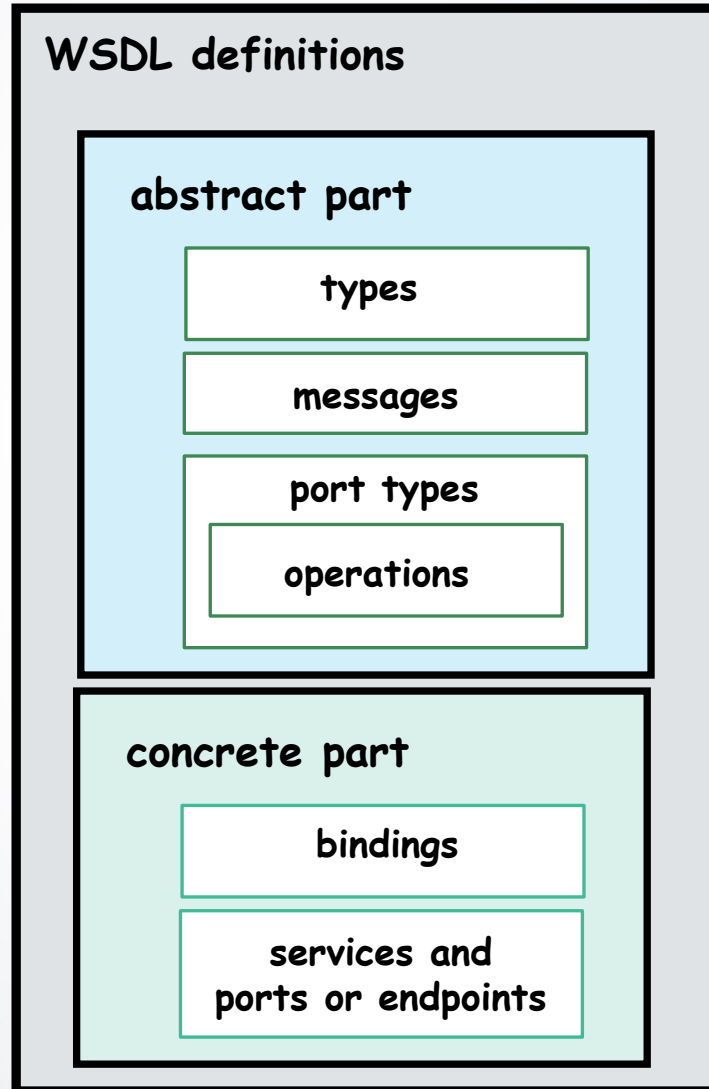 WSDL definitions
abstract part
types
messages
port types
operations
concrete part
bindings
services and
ports or endpoints